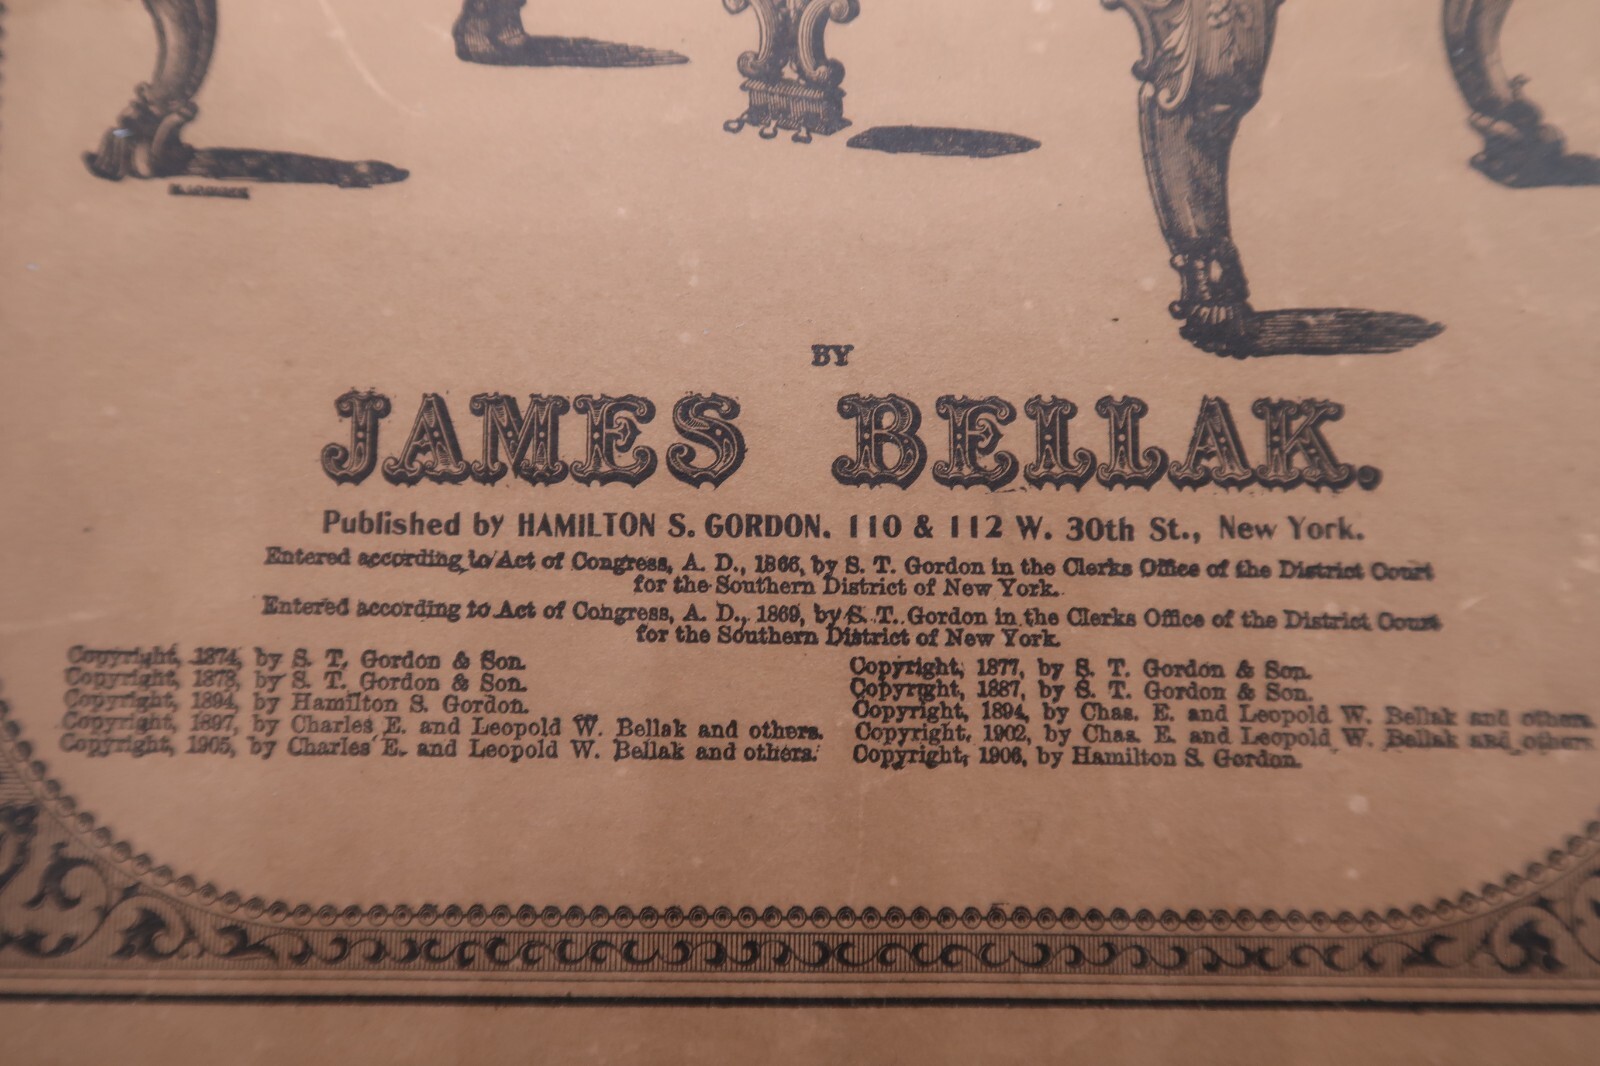 BY
JAMES BELLAK.
Published by HAMILTON S. GORDON. 110 & 112 W. 30th St., New York.
Entered according to Act of Congress, A. D., 1866, by S. T. Gordon in the Clerks Office of the District Court
for the Southern District of New York.
Entered according to Act of Congress, A. D., 1869, by S. T. Gordon in the Clerks Office of the District Court
for the Southern District of New York.
Copyright, 1874, by S. T. Gordon & Son.
Copyright, 1878, by S. T. Gordon & Son.
Copyright, 1894, by Hamilton S. Gordon.
Copyright, 1897, by Charles E. and Leopold W. Bellak and others.
Copyright, 1905, by Charles E. and Leopold W. Bellak and others.
Copyright, 1877, by S. T. Gordon & Son.
Copyright, 1887, by S. T. Gordon & Son.
Copyright, 1894, by Chas. E. and Leopold W. Bellak and others.
Copyright, 1902, by Chas. E. and Leopold W. Bellak and others.
Copyright, 1906, by Hamilton S. Gordon.